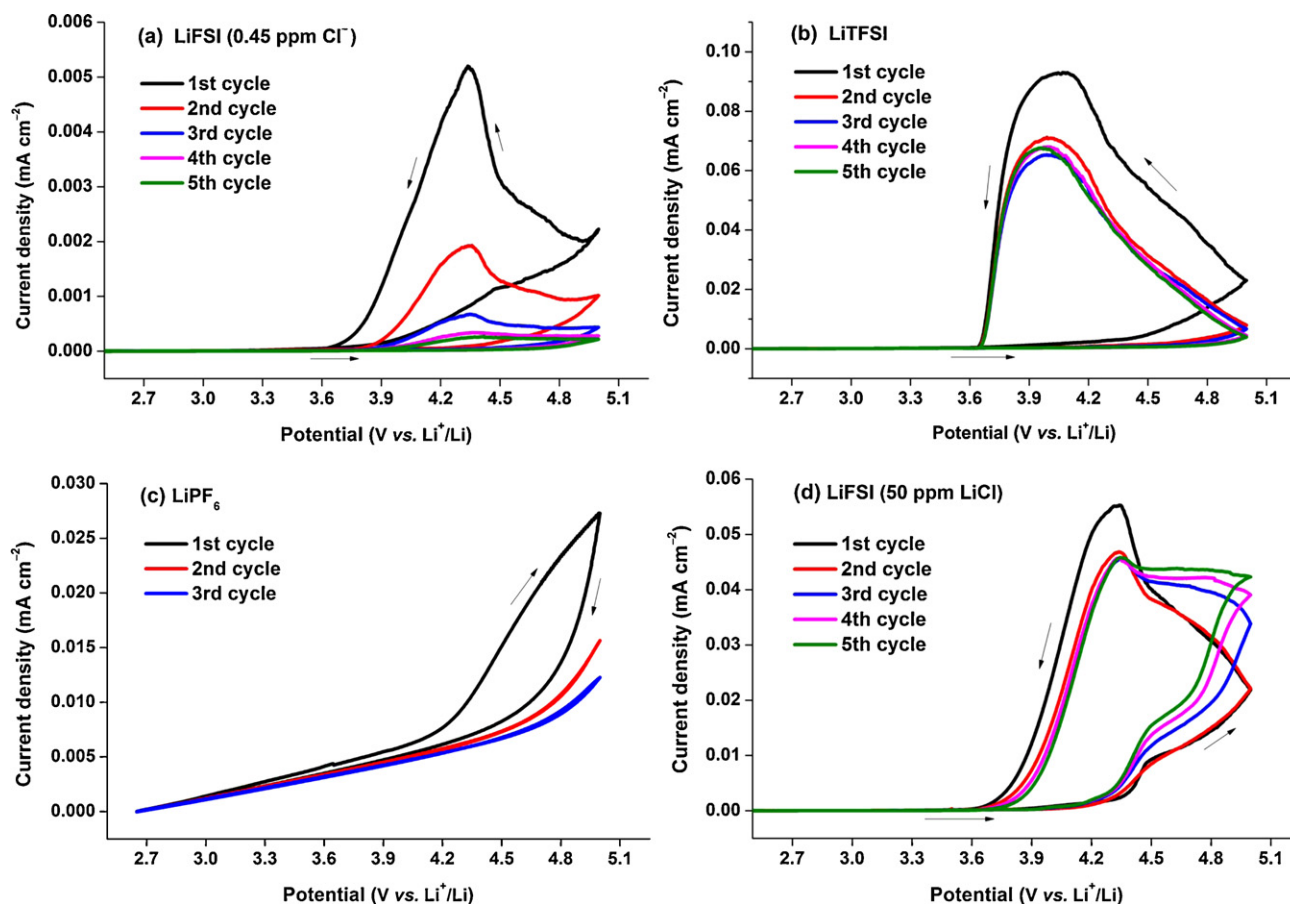 (a) LiFSI (0.45 ppm Cl⁻)
1st cycle
2nd cycle
3rd cycle
4th cycle
5th cycle
0.006
0.005
0.004
0.003
0.002
0.001
0.000
Current density (mA cm⁻²)
2.7 3.0 3.3 3.6 3.9 4.2 4.5 4.8 5.1
Potential (V vs. Li⁺/Li)
(b) LiTFSI
1st cycle
2nd cycle
3rd cycle
4th cycle
5th cycle
0.10
0.08
0.06
0.04
0.02
0.00
Current density (mA cm⁻²)
2.7 3.0 3.3 3.6 3.9 4.2 4.5 4.8 5.1
Potential (V vs. Li⁺/Li)
(c) LiPF₆
1st cycle
2nd cycle
3rd cycle
0.030
0.025
0.020
0.015
0.010
0.005
0.000
Current density (mA cm⁻²)
2.7 3.0 3.3 3.6 3.9 4.2 4.5 4.8 5.1
Potential (V vs. Li⁺/Li)
(d) LiFSI (50 ppm LiCl)
1st cycle
2nd cycle
3rd cycle
4th cycle
5th cycle
0.06
0.05
0.04
0.03
0.02
0.01
0.00
Current density (mA cm⁻²)
2.7 3.0 3.3 3.6 3.9 4.2 4.5 4.8 5.1
Potential (V vs. Li⁺/Li)